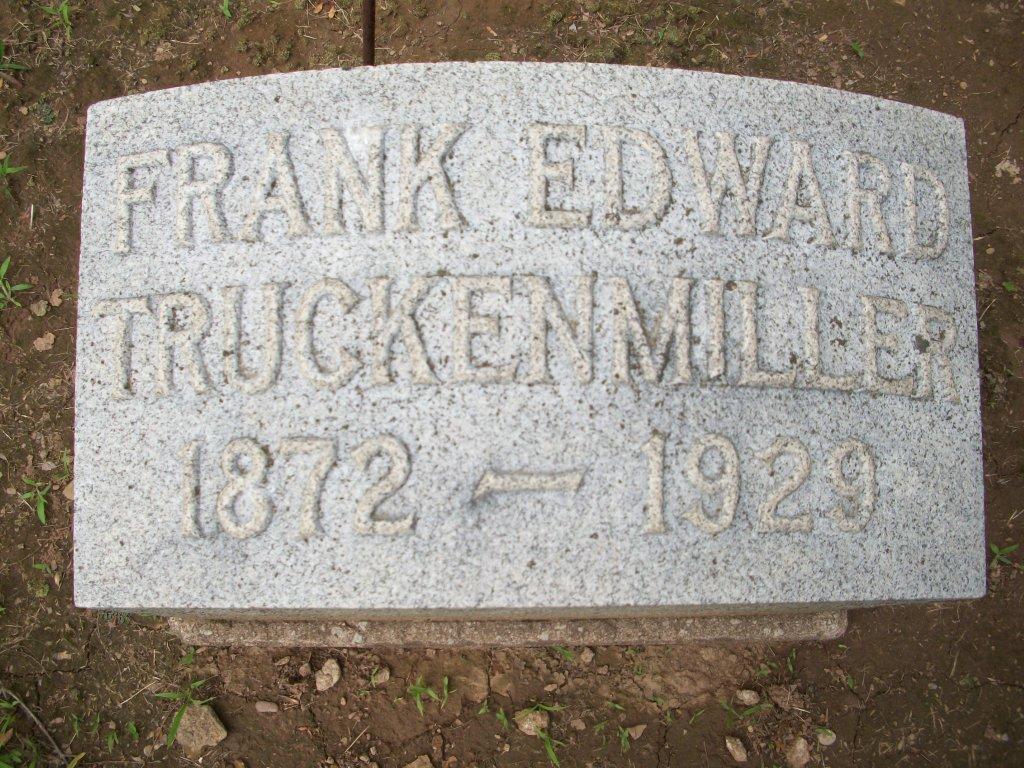 FRANK EDWARD
TRUCKENMILLER
1872 — 1929